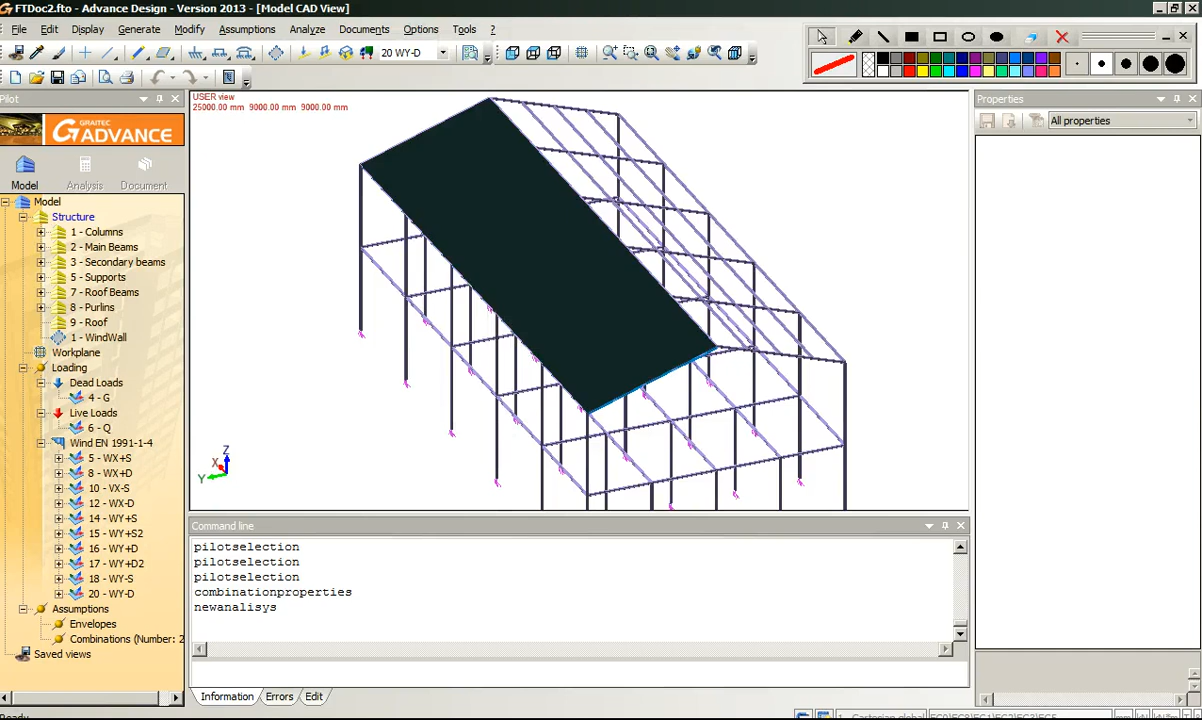 FTDoc2.fto - Advance Design - Version 2013 - [Model CAD View]
File Edit Display Generate Modify Assumptions Analyze Documents Options Tools ?
20 WY-D
Pilot
GRAITEC
ADVANCE
Model Analysis Document
Model
Structure
1 - Columns
2 - Main Beams
3 - Secondary beams
5 - Supports
7 - Roof Beams
8 - Purlins
9 - Roof
1 - WindWall
Workplane
Loading
Dead Loads
4 - G
Live Loads
6 - Q
Wind EN 1991-1-4
5 - WX+S
8 - WX+D
10 - WX-S
12 - WX-D
14 - WY+S
15 - WY+S2
16 - WY+D
17 - WY+D2
18 - WY-S
20 - WY-D
Assumptions
Envelopes
Combinations (Number: 2
Saved views
USER view
25000.00 mm 9000.00 mm 9000.00 mm
Z
X
Y
Command line
pilotselection
pilotselection
pilotselection
combinationproperties
newanalisys
Information Errors Edit
Properties
All properties